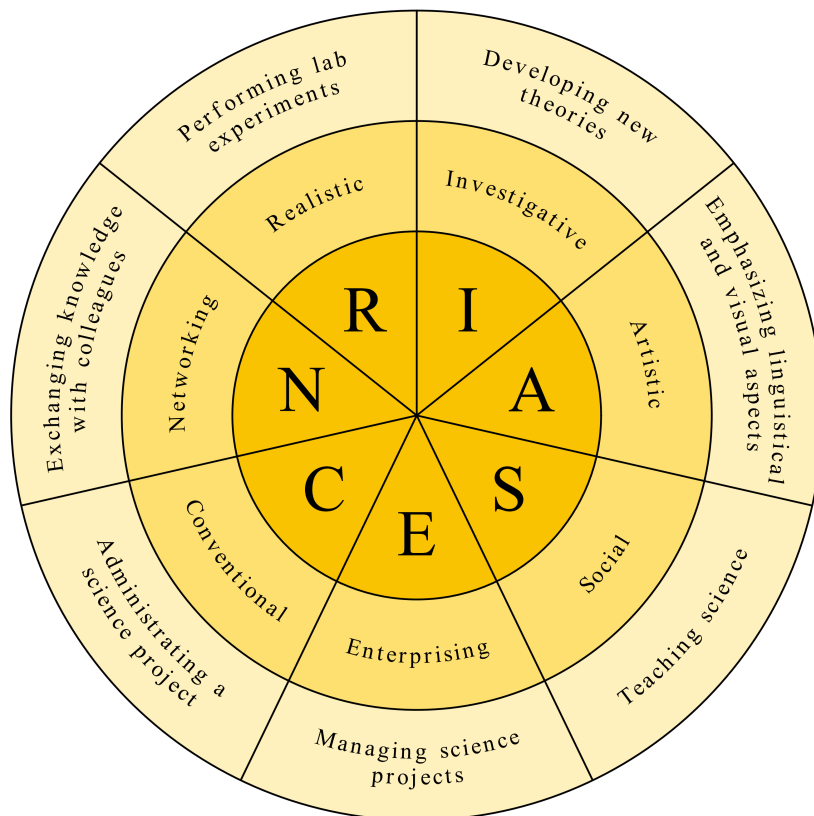 Performing lab
experiments
Developing new
theories
Emphasizing linguistical
and visual aspects
Teaching science
Managing science
projects
Administrating a
science project
Exchanging knowledge
with colleagues
Realistic
Investigative
Artistic
Social
Enterprising
Conventional
Networking
R
I
A
S
E
C
N